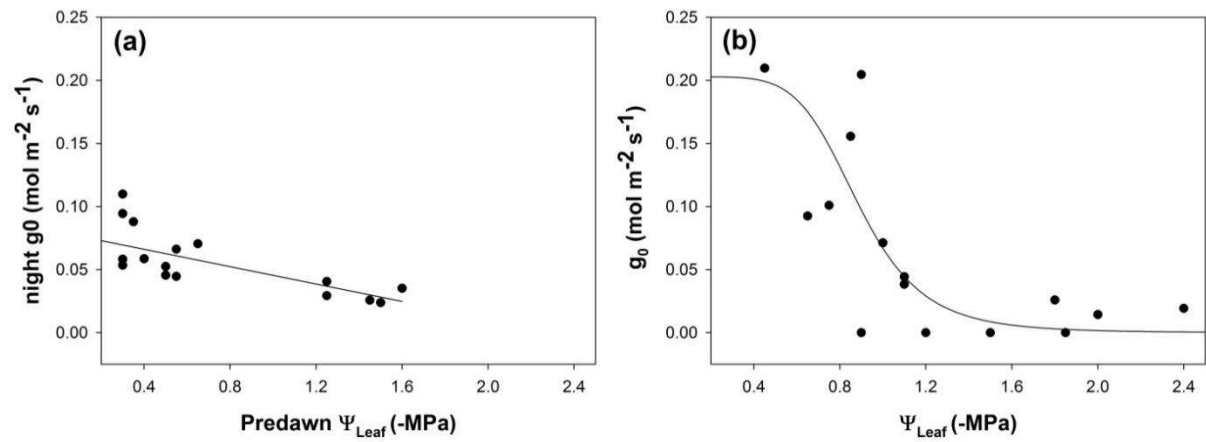 (a)
night g0 (mol m⁻² s⁻¹)
0.25
0.20
0.15
0.10
0.05
0.00
0.4 0.8 1.2 1.6 2.0 2.4
Predawn Ψ_Leaf (-MPa)
(b)
g₀ (mol m⁻² s⁻¹)
0.25
0.20
0.15
0.10
0.05
0.00
0.4 0.8 1.2 1.6 2.0 2.4
Ψ_Leaf (-MPa)